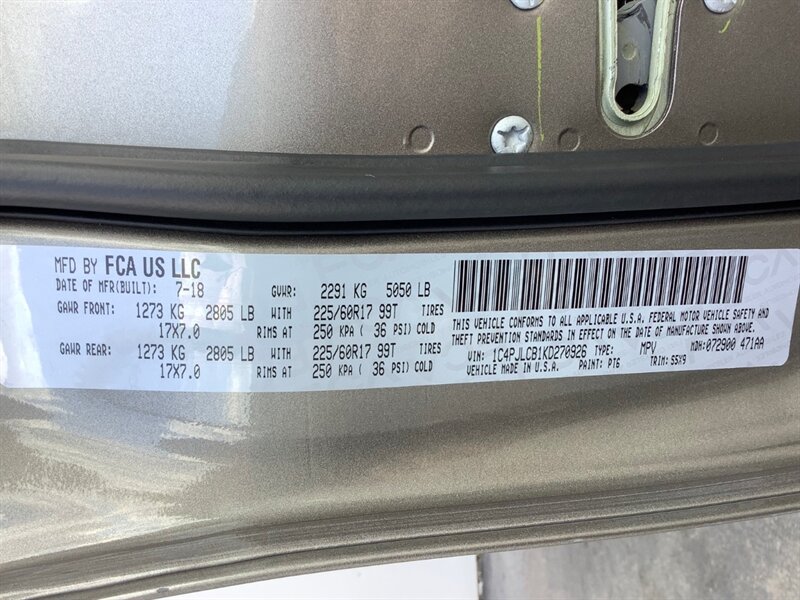 MFD BY FCA US LLC
DATE OF MFR(BUILT): 7-18 GVWR: 2291 KG 5050 LB
GAWR FRONT: 1273 KG 2805 LB WITH 225/60R17 99T TIRES
17X7.0 RIMS AT 250 KPA ( 36 PSI) COLD
GAWR REAR: 1273 KG 2805 LB WITH 225/60R17 99T TIRES
17X7.0 RIMS AT 250 KPA ( 36 PSI) COLD
THIS VEHICLE CONFORMS TO ALL APPLICABLE U.S.A. FEDERAL MOTOR VEHICLE SAFETY AND
THEFT PREVENTION STANDARDS IN EFFECT ON THE DATE OF MANUFACTURE SHOWN ABOVE.
VIN: 1C4PJLCB1KD270926 TYPE: MPV MDH: 072900 471AA
VEHICLE MADE IN U.S.A. PAINT: PT6 TRIM: S5X9